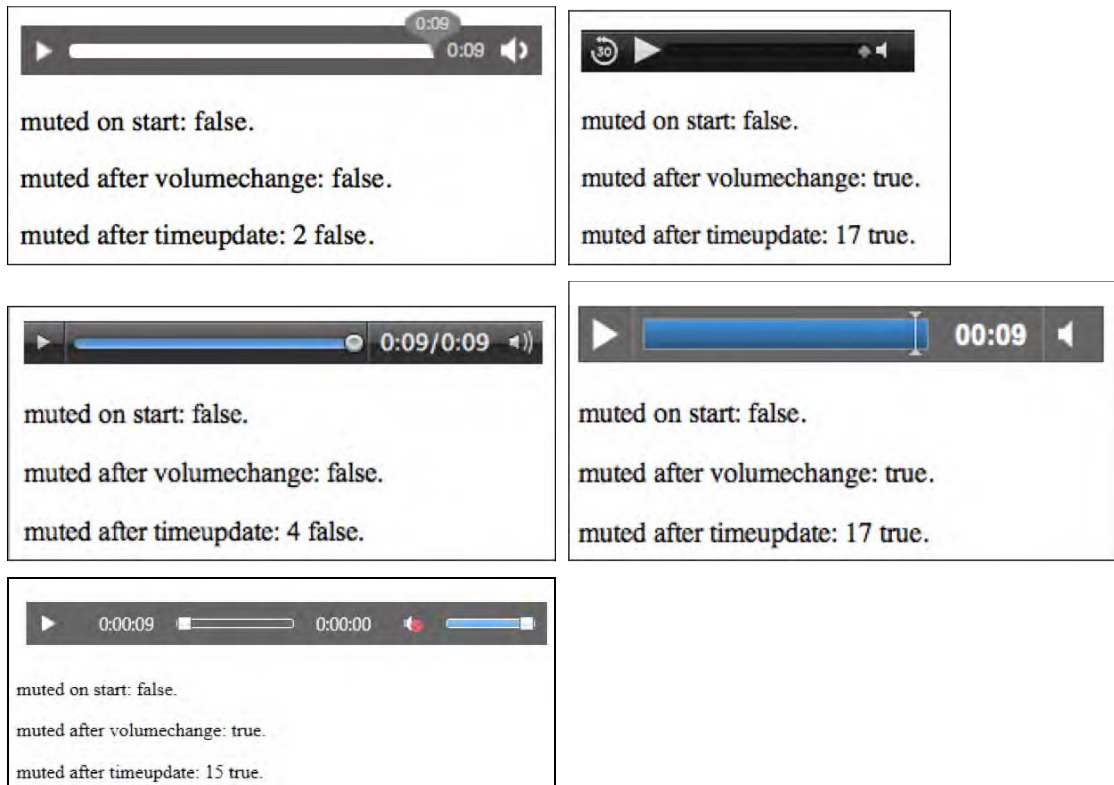 0:09
0:09
muted on start: false.
muted after volumechange: false.
muted after timeupdate: 2 false.
30
muted on start: false.
muted after volumechange: true.
muted after timeupdate: 17 true.
0:09/0:09
muted on start: false.
muted after volumechange: false.
muted after timeupdate: 4 false.
00:09
muted on start: false.
muted after volumechange: true.
muted after timeupdate: 17 true.
0:00:09 0:00:00
muted on start: false.
muted after volumechange: true.
muted after timeupdate: 15 true.